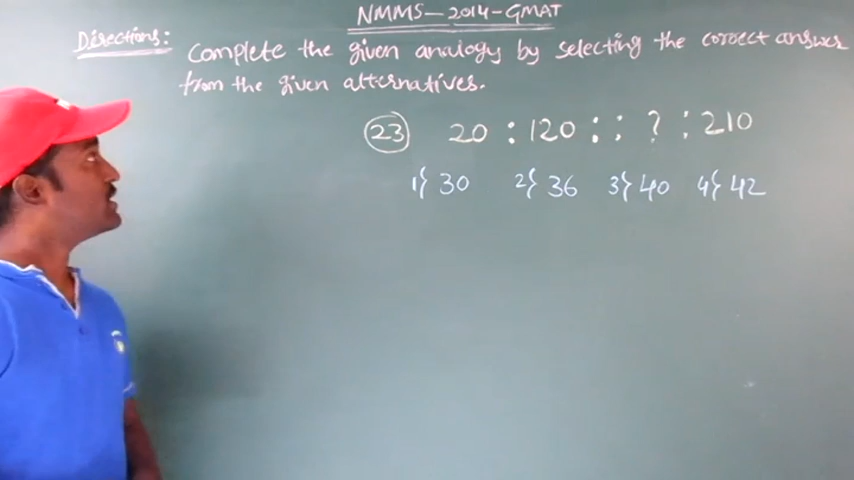 NMMS-2014-GMAT
Directions: Complete the given analogy by selecting the correct answer
from the given alternatives.
23 20 : 120 : : ? : 210
1} 30 2} 36 3} 40 4} 42